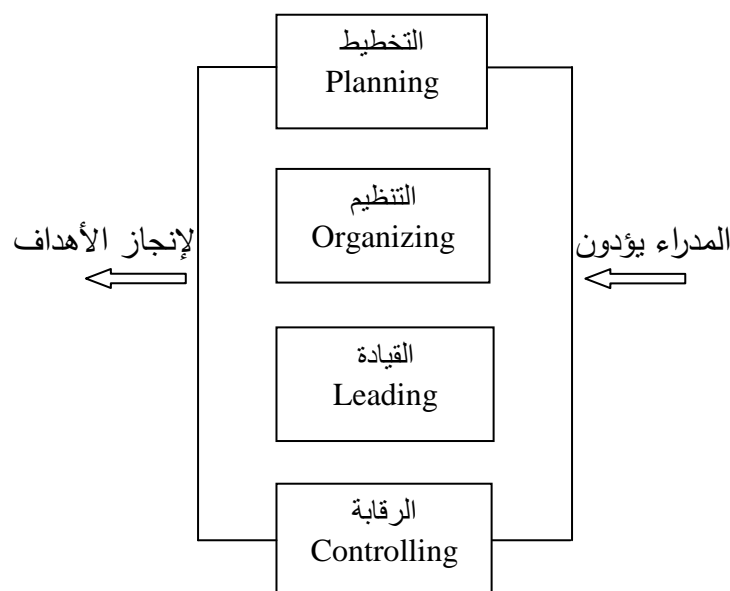 التخطيط
Planning
التنظيم
Organizing
المدراء يؤدون
لإنجاز الأهداف
القيادة
Leading
الرقابة
Controlling